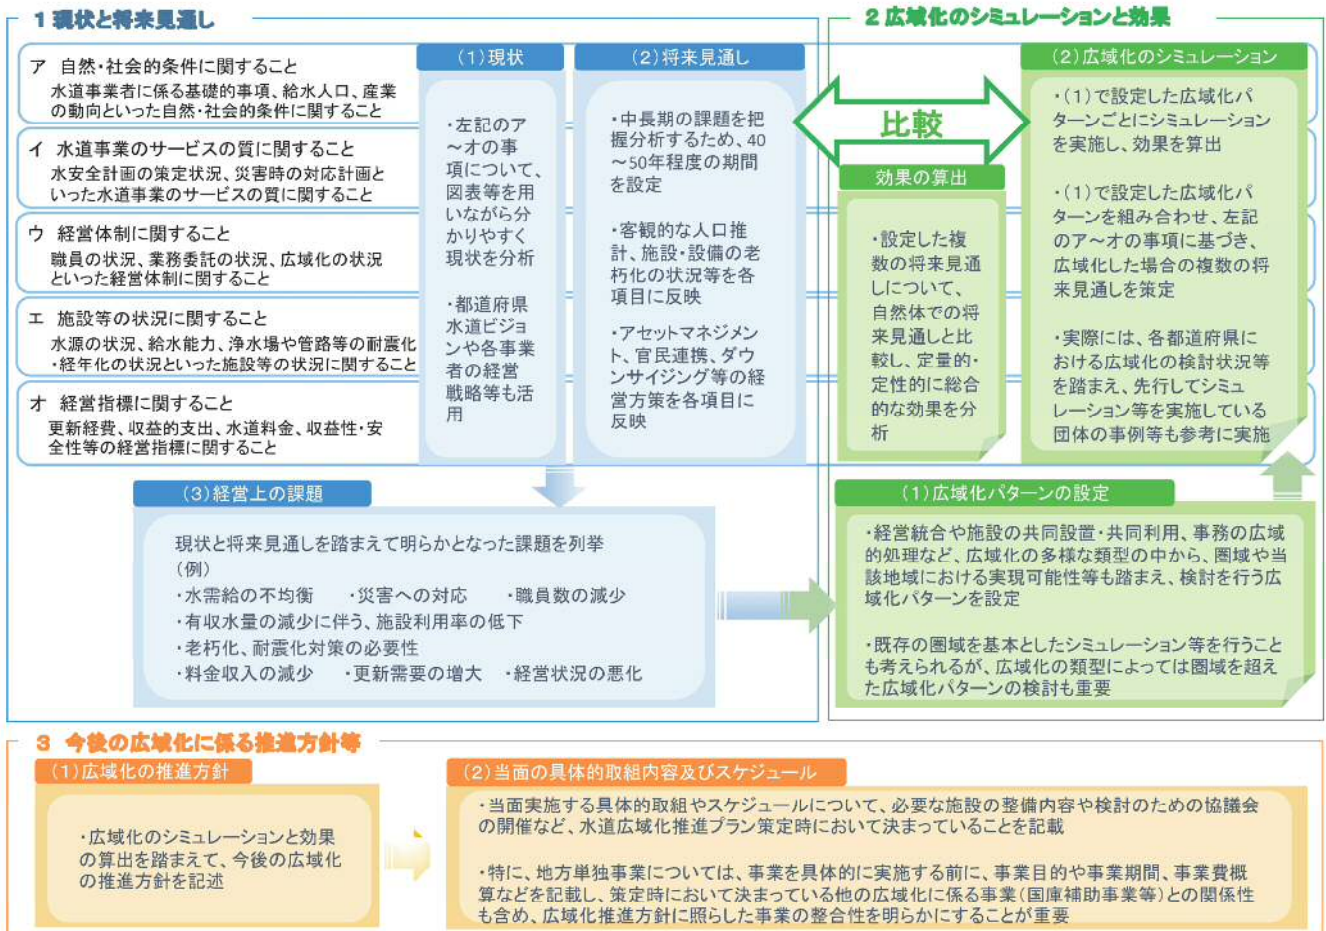 1 現状と将来見通し
ア 自然・社会的条件に関すること
水道事業者に係る基礎的事項、給水人口、産業
の動向といった自然・社会的条件に関すること
イ 水道事業のサービスの質に関すること
水安全計画の策定状況、災害時の対応計画と
いった水道事業のサービスの質に関すること
ウ 経営体制に関すること
職員の状況、業務委託の状況、広域化の状況
といった経営体制に関すること
エ 施設等の状況に関すること
水源の状況、給水能力、浄水場や管路等の耐震化
・経年化の状況といった施設等の状況に関すること
オ 経営指標に関すること
更新経費、収益的支出、水道料金、収益性・安
全性等の経営指標に関すること
(1)現状
・左記のア
～オの事
項について、
図表等を用
いながら分
かりやすく
現状を分析
・都道府県
水道ビジョ
ンや各事業
者の経営
戦略等も活
用
(2)将来見通し
・中長期の課題を把
握分析するため、40
～50年程度の期間
を設定
・客観的な人口推
計、施設・設備の老
朽化の状況等を各
項目に反映
・アセットマネジメン
ト、官民連携、ダウ
ンサイジング等の経
営方策を各項目に
反映
(3)経営上の課題
現状と将来見通しを踏まえて明らかとなった課題を列挙
(例)
・水需給の不均衡 ・災害への対応 ・職員数の減少
・有収水量の減少に伴う、施設利用率の低下
・老朽化、耐震化対策の必要性
・料金収入の減少 ・更新需要の増大 ・経営状況の悪化
2 広域化のシミュレーションと効果
比較
効果の算出
・設定した複
数の将来見通
しについて、
自然体での将
来見通しと比
較し、定量的・
定性的に総合
的な効果を分
析
(2)広域化のシミュレーション
・(1)で設定した広域化パ
ターンごとにシミュレーション
を実施し、効果を算出
・(1)で設定した広域化パ
ターンを組み合わせ、左記
のア～オの事項に基づき、
広域化した場合の複数の将
来見通しを策定
・実際には、各都道府県に
おける広域化の検討状況等
を踏まえ、先行してシミュ
レーション等を実施している
団体の事例等も参考に実施
(1)広域化パターンの設定
・経営統合や施設の共同設置・共同利用、事務の広域
的処理など、広域化の多様な類型の中から、圏域や当
該地域における実現可能性等も踏まえ、検討を行う広
域化パターンを設定
・既存の圏域を基本としたシミュレーション等を行うこと
も考えられるが、広域化の類型によっては圏域を超え
た広域化パターンの検討も重要
3 今後の広域化に係る推進方針等
(1)広域化の推進方針
・広域化のシミュレーションと効果
の算出を踏まえて、今後の広域化
の推進方針を記述
(2)当面の具体的取組内容及びスケジュール
・当面実施する具体的取組やスケジュールについて、必要な施設の整備内容や検討のための協議会
の開催など、水道広域化推進プラン策定時において決まっていることを記載
・特に、地方単独事業については、事業を具体的に実施する前に、事業目的や事業期間、事業費概
算などを記載し、策定時において決まっている他の広域化に係る事業(国庫補助事業等)との関係性
も含め、広域化推進方針に照らした事業の整合性を明らかにすることが重要